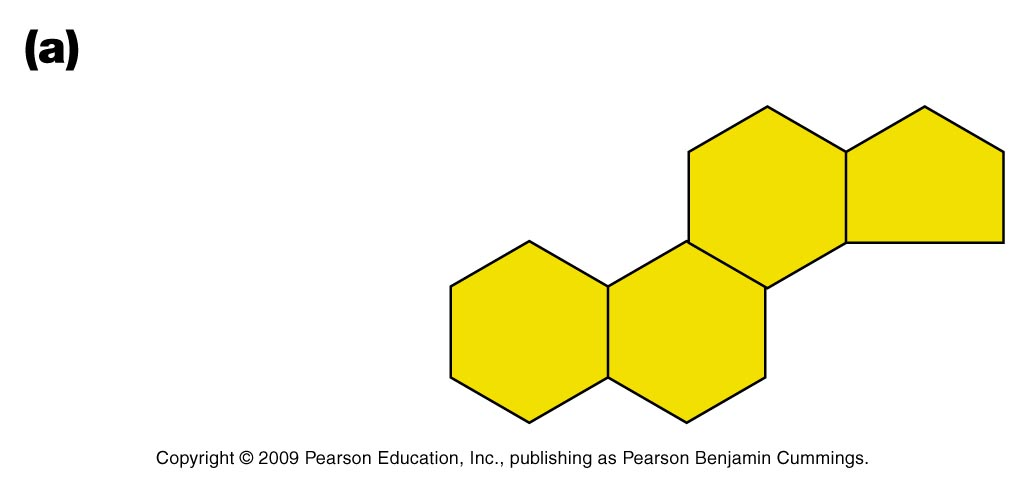 (a)
Copyright © 2009 Pearson Education, Inc., publishing as Pearson Benjamin Cummings.